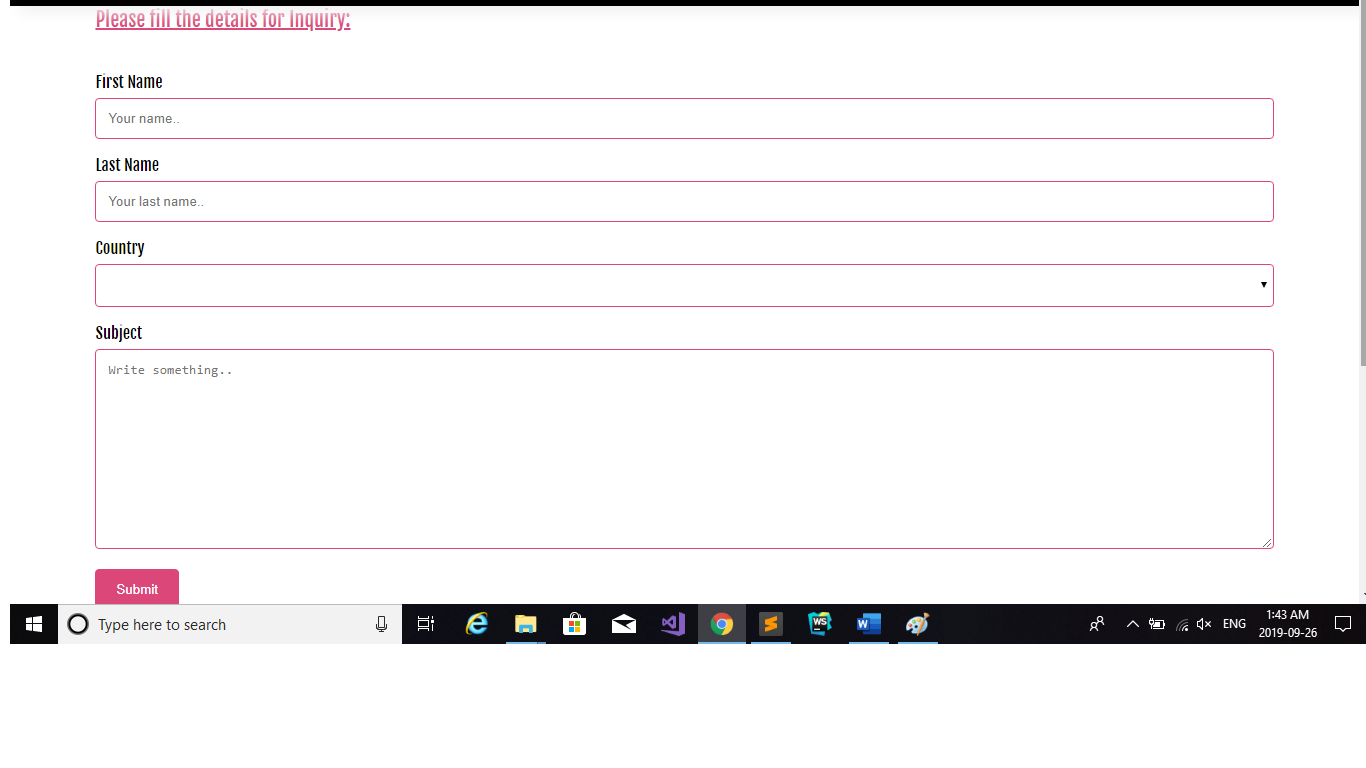 Please fill the details for Inquiry:
First Name
Your name..
Last Name
Your last name..
Country
Subject
Write something..
Submit
Type here to search
WS
W
ENG
1:43 AM
2019-09-26